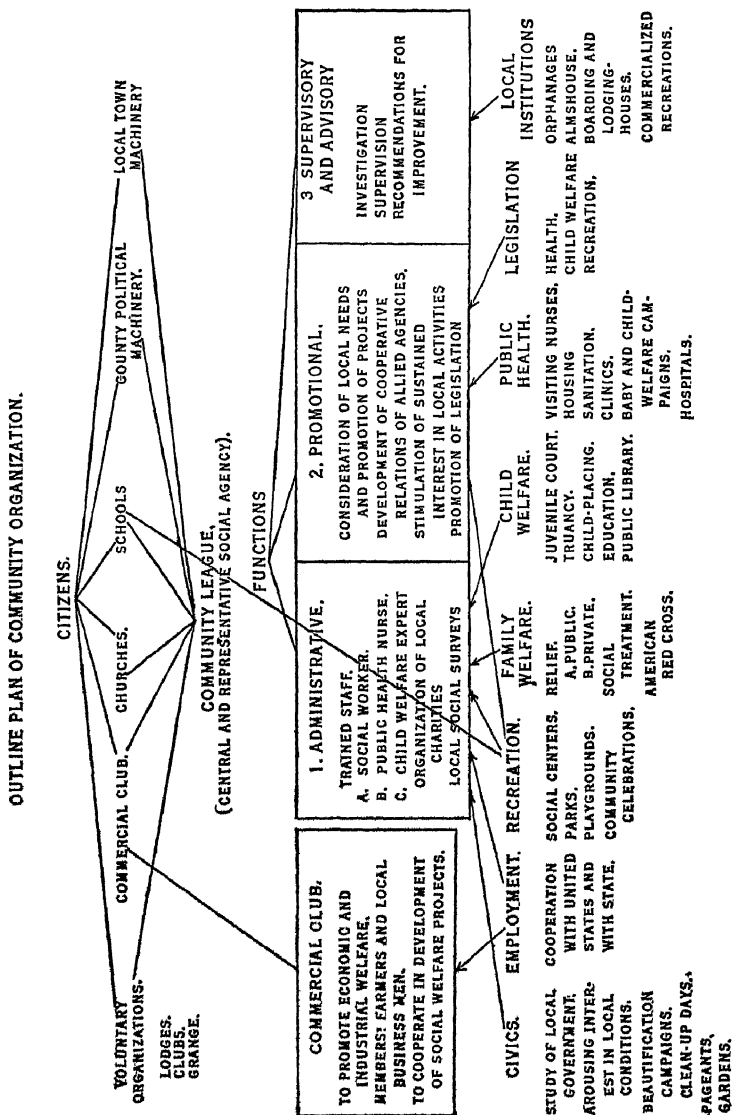 OUTLINE PLAN OF COMMUNITY ORGANIZATION.
CITIZENS.
VOLUNTARY
ORGANIZATIONS.
LODGES.
CLUBS.
GRANGE.
COMMERCIAL CLUB.
CHURCHES.
SCHOOLS
COUNTY POLITICAL
MACHINERY.
LOCAL TOWN
MACHINERY
COMMUNITY LEAGUE,
(CENTRAL AND REPRESENTATIVE SOCIAL AGENCY).
FUNCTIONS
COMMERCIAL CLUB.
TO PROMOTE ECONOMIC AND
INDUSTRIAL WELFARE.
MEMBERS: FARMERS AND LOCAL
BUSINESS MEN.
TO COOPERATE IN DEVELOPMENT
OF SOCIAL WELFARE PROJECTS.
1. ADMINISTRATIVE.
TRAINED STAFF.
A. SOCIAL WORKER.
B. PUBLIC HEALTH NURSE.
C. CHILD WELFARE EXPERT
ORGANIZATION OF LOCAL
CHARITIES
LOCAL SOCIAL SURVEYS
2. PROMOTIONAL.
CONSIDERATION OF LOCAL NEEDS
AND PROMOTION OF PROJECTS
DEVELOPMENT OF COOPERATIVE
RELATIONS OF ALLIED AGENCIES.
STIMULATION OF SUSTAINED
INTEREST IN LOCAL ACTIVITIES
PROMOTION OF LEGISLATION
3 SUPERVISORY
AND ADVISORY
INVESTIGATION
SUPERVISION
RECOMMENDATIONS FOR
IMPROVEMENT.
CIVICS.
STUDY OF LOCAL
GOVERNMENT.
AROUSING INTER-
EST IN LOCAL
CONDITIONS.
BEAUTIFICATION
CAMPAIGNS.
CLEAN-UP DAYS.
PAGEANTS,
GARDENS.
EMPLOYMENT.
COOPERATION
WITH UNITED
STATES AND
WITH STATE.
RECREATION.
SOCIAL CENTERS.
PARKS.
PLAYGROUNDS.
COMMUNITY
CELEBRATIONS.
FAMILY
WELFARE.
RELIEF.
A.PUBLIC.
B.PRIVATE.
SOCIAL
TREATMENT.
AMERICAN
RED CROSS.
CHILD
WELFARE.
JUVENILE COURT.
TRUANCY.
CHILD-PLACING.
EDUCATION.
PUBLIC LIBRARY.
PUBLIC
HEALTH.
VISITING NURSES.
HOUSING
SANITATION.
CLINICS.
BABY AND CHILD-
WELFARE CAM-
PAIGNS.
HOSPITALS.
LEGISLATION
HEALTH.
CHILD WELFARE
RECREATION.
LOCAL
INSTITUTIONS
ORPHANAGES
ALMSHOUSE.
BOARDING AND
LODGING-
HOUSES.
COMMERCIALIZED
RECREATIONS.